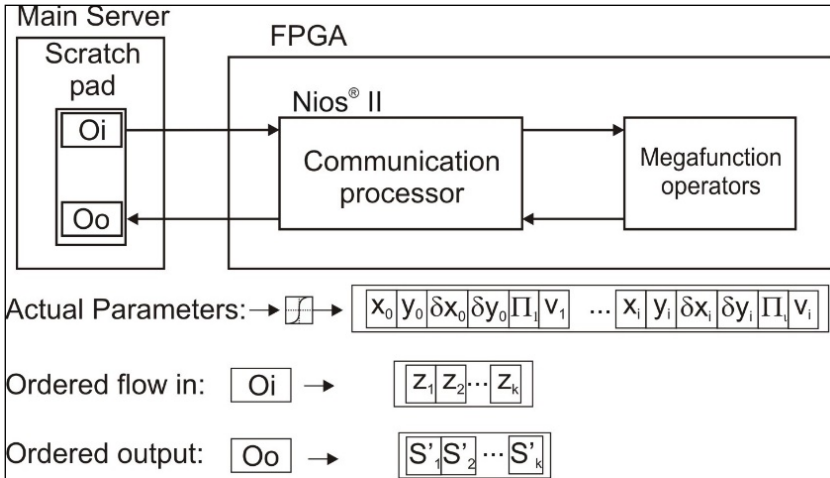 Main Server
FPGA
Scratch
pad
Nios® II
Oi
Oo
Communication
processor
Megafunction
operators
Actual Parameters: x₀ y₀ δx₀ δy₀ Π₁ v₁ ... xᵢ yᵢ δxᵢ δyᵢ Πᵢ vᵢ
Ordered flow in: Oi z₁ z₂ ... zₖ
Ordered output: Oo S'₁ S'₂ ... S'ₖ